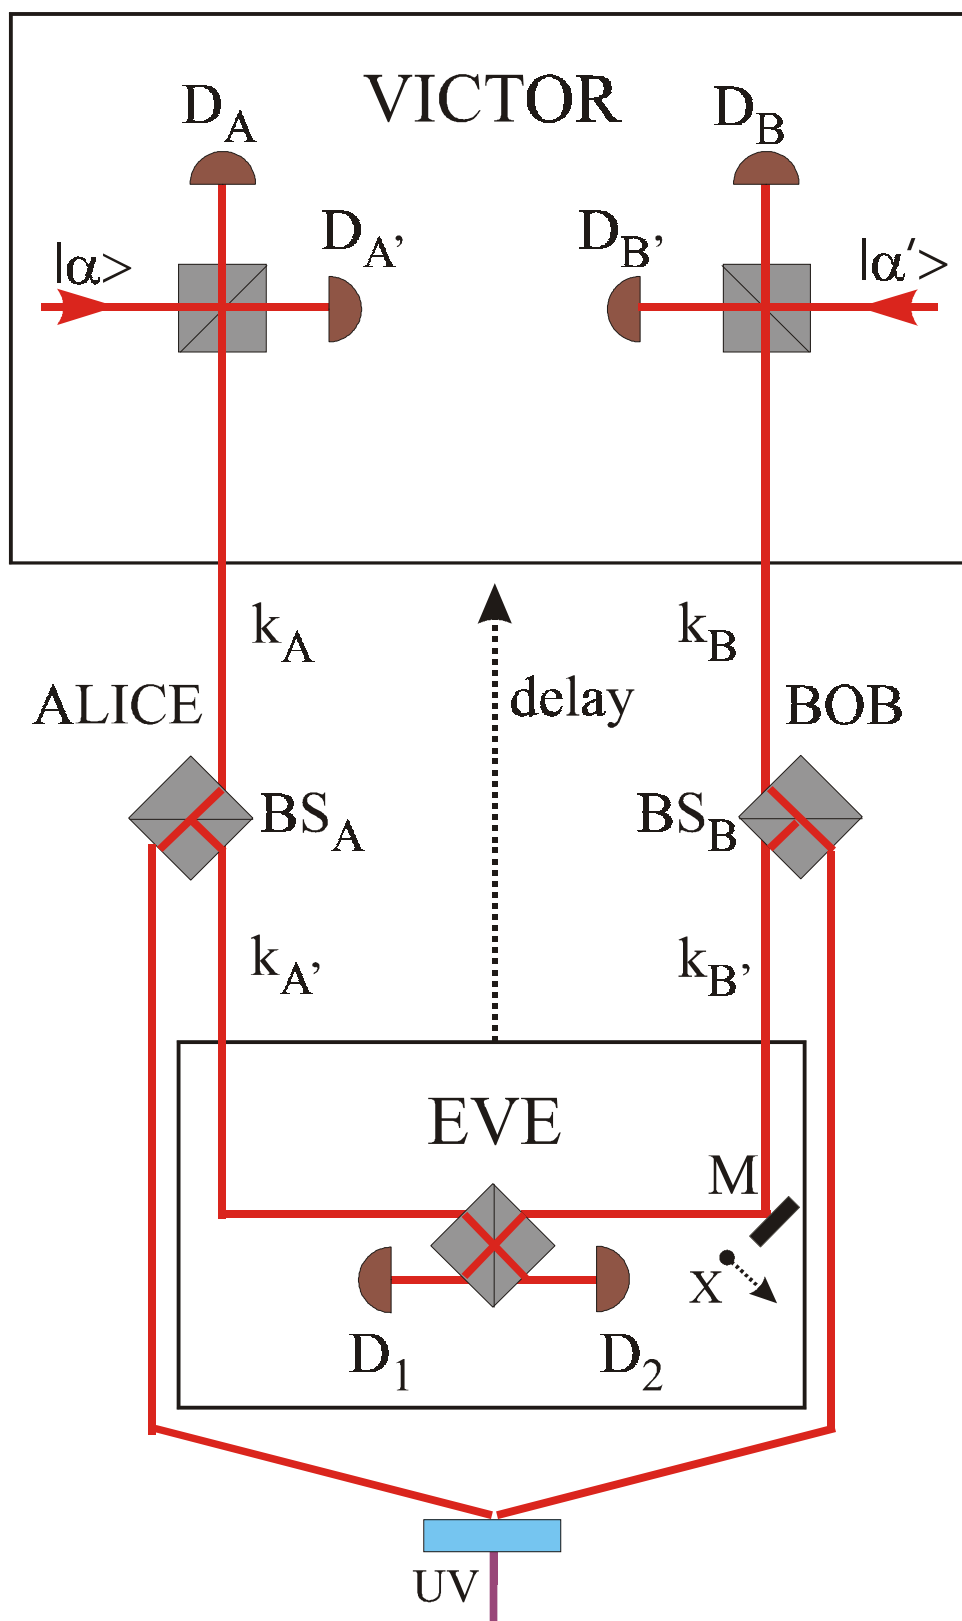 VICTOR
D_A
D_B
D_A’
D_B’
|α>
|α′>
k_A
k_B
ALICE
delay
BOB
BS_A
BS_B
k_A’
k_B’
EVE
M
X
D_1
D_2
UV